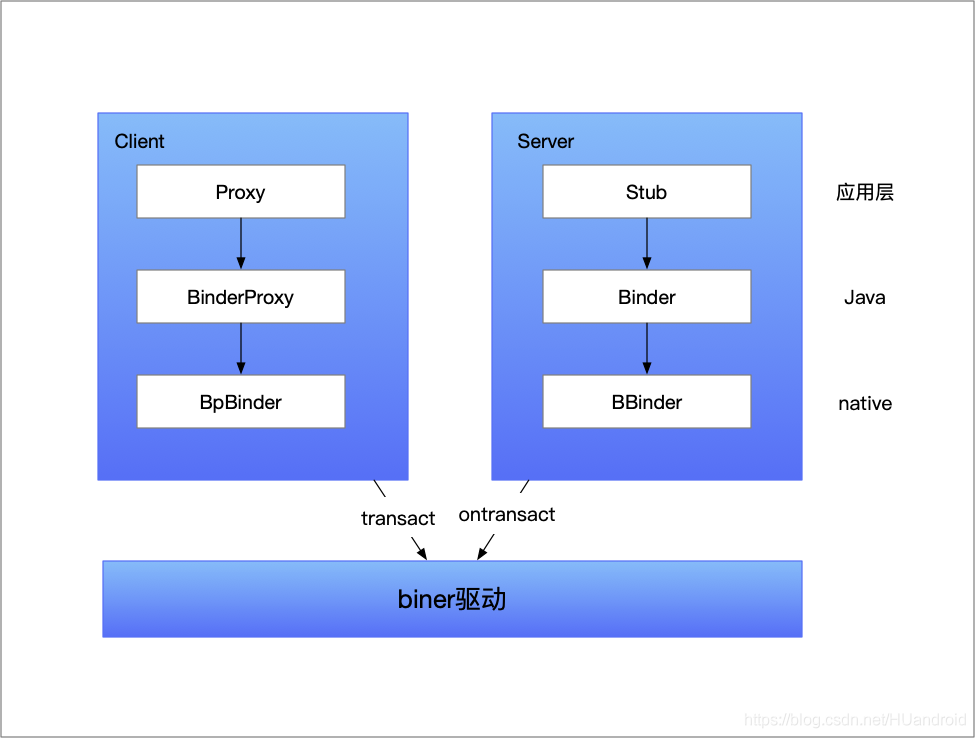 Client
Server
Proxy
Stub
应用层
BinderProxy
Binder
Java
BpBinder
BBinder
native
transact
ontransact
biner驱动
https://blog.csdn.net/HUandroid